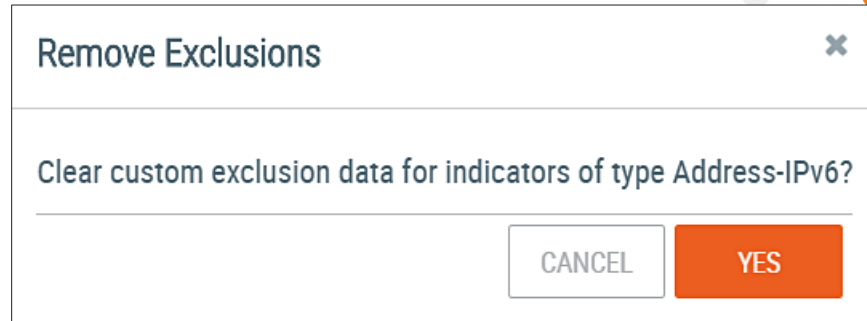 Remove Exclusions
Clear custom exclusion data for indicators of type Address-IPv6?
CANCEL
YES